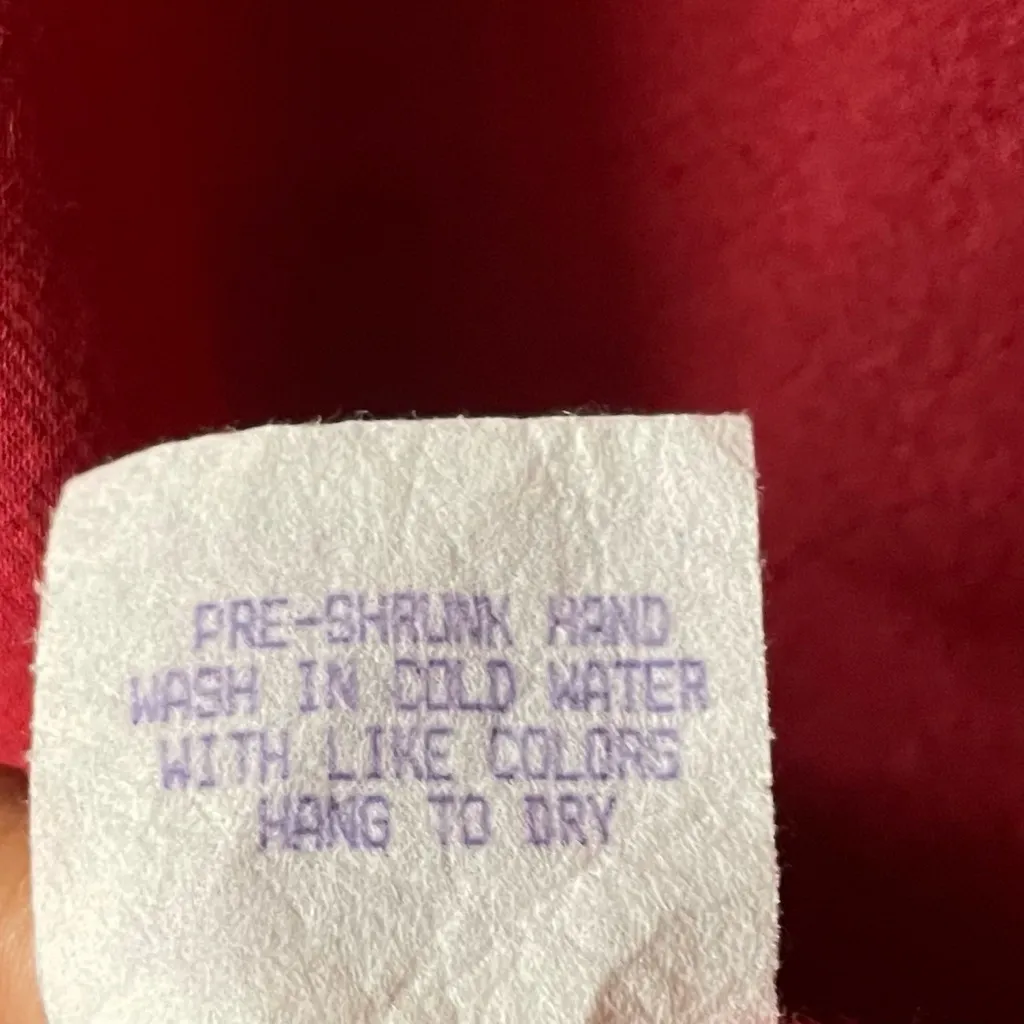 PRE-SHRUNK HAND
WASH IN COLD WATER
WITH LIKE COLORS
HANG TO DRY